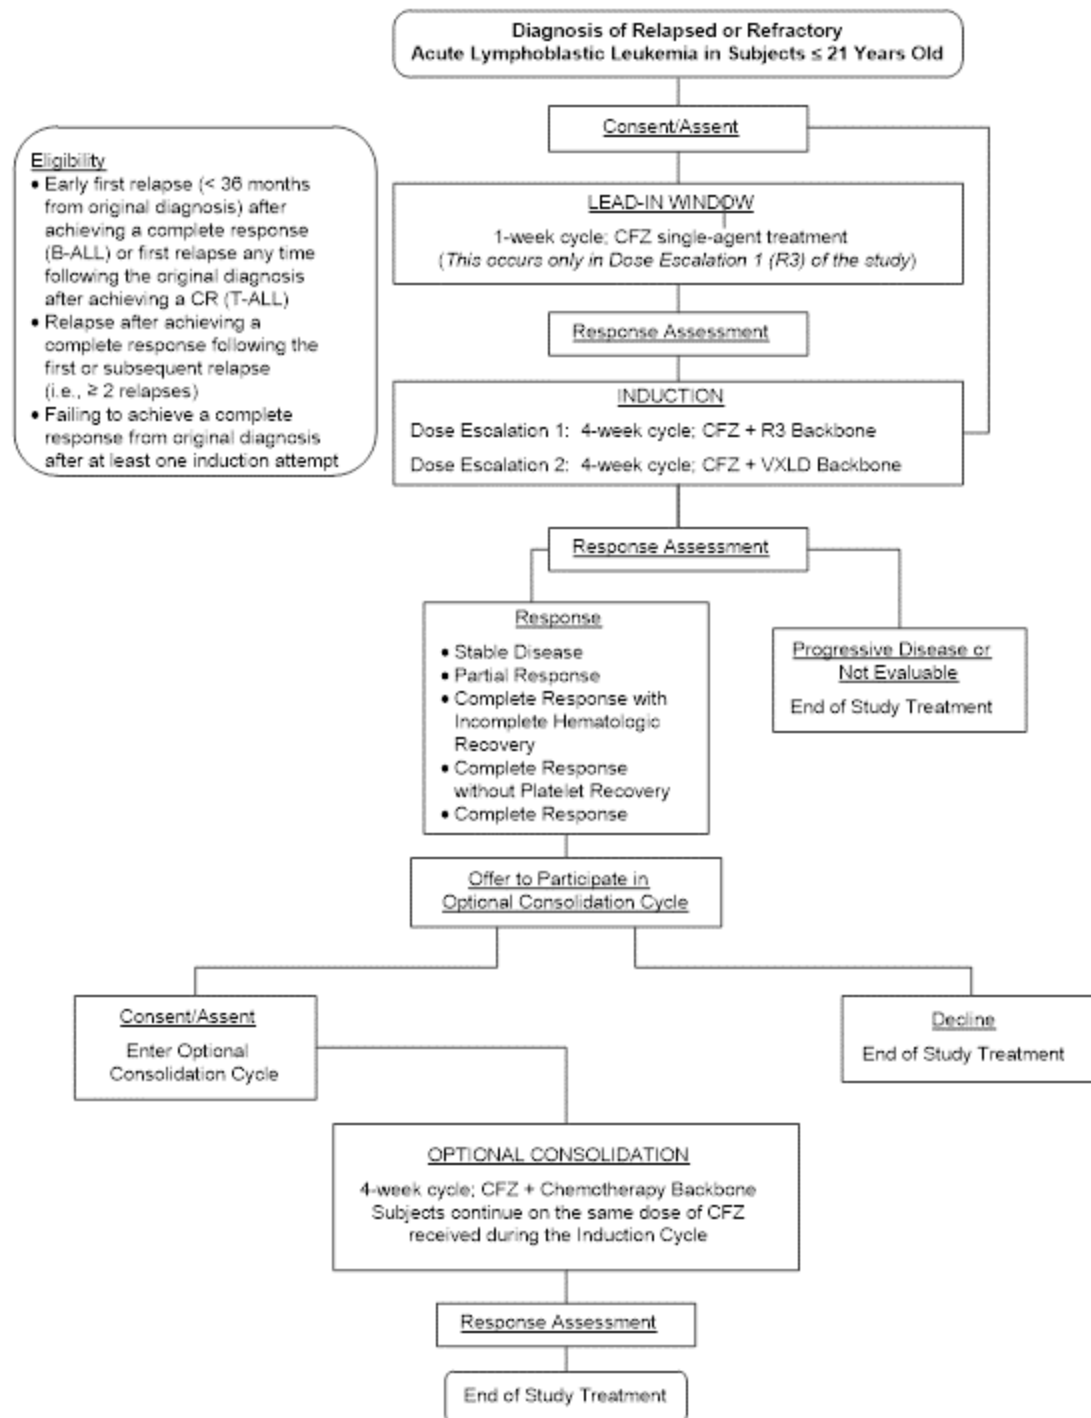 Diagnosis of Relapsed or Refractory
Acute Lymphoblastic Leukemia in Subjects ≤ 21 Years Old
Consent/Assent
Eligibility
• Early first relapse (< 36 months
from original diagnosis) after
achieving a complete response
(B-ALL) or first relapse any time
following the original diagnosis
after achieving a CR (T-ALL)
• Relapse after achieving a
complete response following the
first or subsequent relapse
(i.e., ≥ 2 relapses)
• Failing to achieve a complete
response from original diagnosis
after at least one induction attempt
LEAD-IN WINDOW
1-week cycle; CFZ single-agent treatment
(This occurs only in Dose Escalation 1 (R3) of the study)
Response Assessment
INDUCTION
Dose Escalation 1: 4-week cycle; CFZ + R3 Backbone
Dose Escalation 2: 4-week cycle; CFZ + VXLD Backbone
Response Assessment
Response
• Stable Disease
• Partial Response
• Complete Response with
Incomplete Hematologic
Recovery
• Complete Response
without Platelet Recovery
• Complete Response
Progressive Disease or
Not Evaluable
End of Study Treatment
Offer to Participate in
Optional Consolidation Cycle
Consent/Assent
Enter Optional
Consolidation Cycle
Decline
End of Study Treatment
OPTIONAL CONSOLIDATION
4-week cycle; CFZ + Chemotherapy Backbone
Subjects continue on the same dose of CFZ
received during the Induction Cycle
Response Assessment
End of Study Treatment